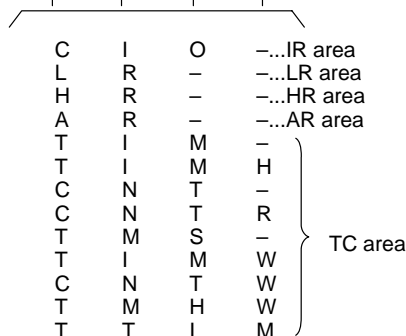 C I O –...IR area
L R – –...LR area
H R – –...HR area
A R – –...AR area
T I M –
T I M H
C N T –
C N T R
T M S –
TC area
T I M W
C N T W
T M H W
T T I M